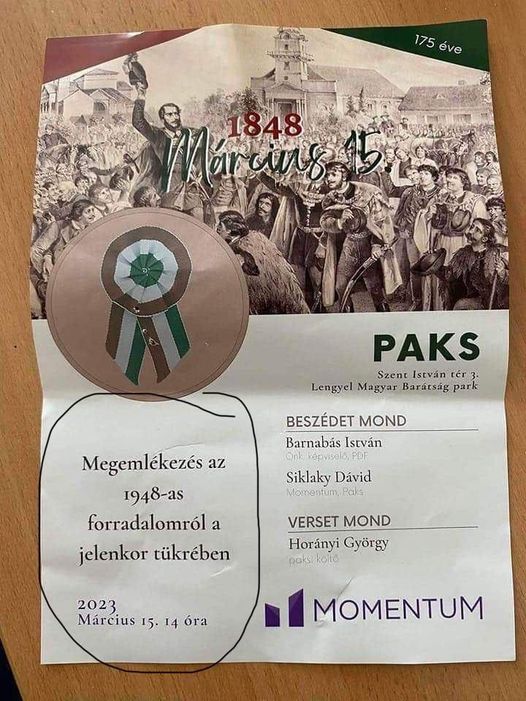 175 éve
1848
Március 15.
PAKS
Szent István tér 3.
Lengyel Magyar Barátság park
BESZÉDET MOND
Barnabás István
Önk. képviselő, PDF
Siklaky Dávid
Momentum, Paks
VERSET MOND
Horányi György
paksi költő
Megemlékezés az
1948-as
forradalomról a
jelenkor tükrében
2023
Március 15. 14 óra
MOMENTUM